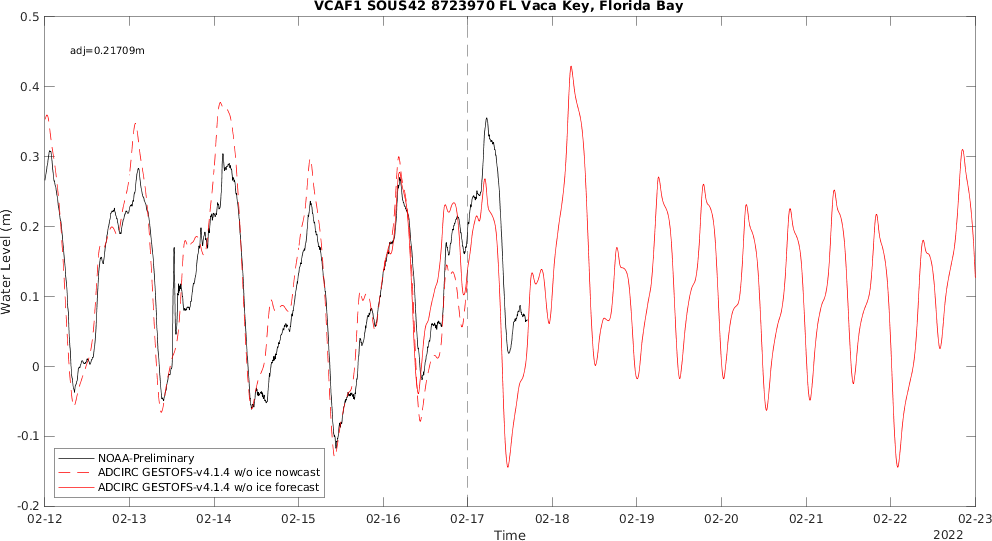 VCAF1 SOUS42 8723970 FL Vaca Key, Florida Bay
adj=0.21709m
0.5
0.4
0.3
0.2
0.1
0
-0.1
-0.2
Water Level (m)
NOAA-Preliminary
ADCIRC GESTOFS-v4.1.4 w/o ice nowcast
ADCIRC GESTOFS-v4.1.4 w/o ice forecast
02-12 02-13 02-14 02-15 02-16 02-17 02-18 02-19 02-20 02-21 02-22 02-23
Time
2022